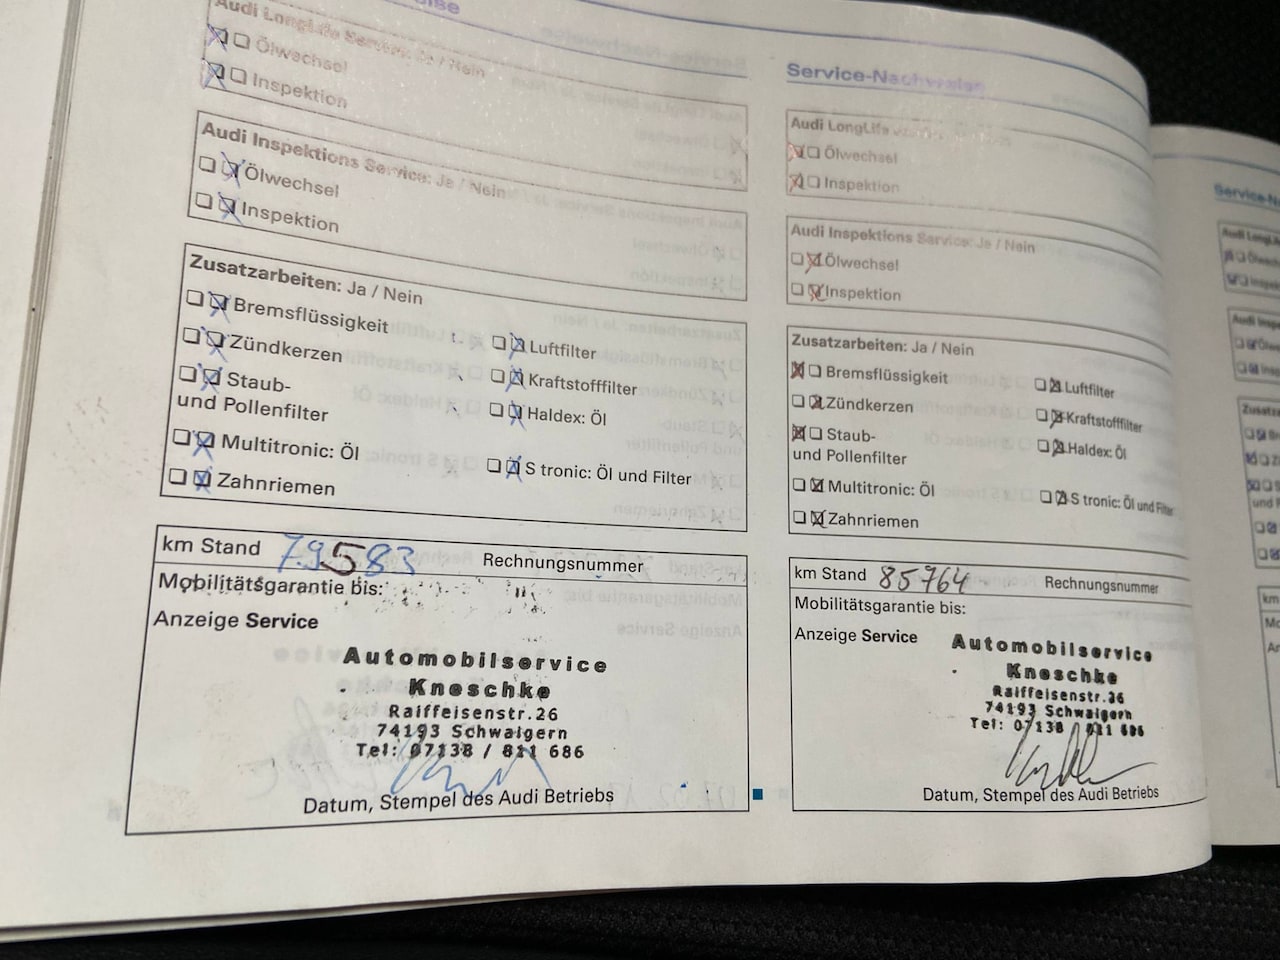 Audi LongLife Service: Ja / Nein
Ölwechsel
Inspektion
Audi Inspektions Service: Ja / Nein
Ölwechsel
Inspektion
Zusatzarbeiten: Ja / Nein
Bremsflüssigkeit
Luftfilter
Zündkerzen
Kraftstofffilter
Staub-
und Pollenfilter
Haldex: Öl
Multitronic: Öl
S tronic: Öl und Filter
Zahnriemen
km Stand 79583 Rechnungsnummer
Mobilitätsgarantie bis:
Anzeige Service
Automobilservice
Kneschke
Raiffeisenstr.26
74193 Schwaigern
Tel: 07138 / 811 686
Datum, Stempel des Audi Betriebs
Service-Nachweise
Audi LongLife
Ölwechsel
Inspektion
Audi Inspektions Service: Ja / Nein
Ölwechsel
Inspektion
Zusatzarbeiten: Ja / Nein
Bremsflüssigkeit
Luftfilter
Zündkerzen
Kraftstofffilter
Staub-
und Pollenfilter
Haldex: Öl
Multitronic: Öl
S tronic: Öl und Filter
Zahnriemen
km Stand 85764 Rechnungsnummer
Mobilitätsgarantie bis:
Anzeige Service
Automobilservice
Kneschke
Raiffeisenstr.26
74193 Schwaigern
Tel: 07138 811 686
Datum, Stempel des Audi Betriebs